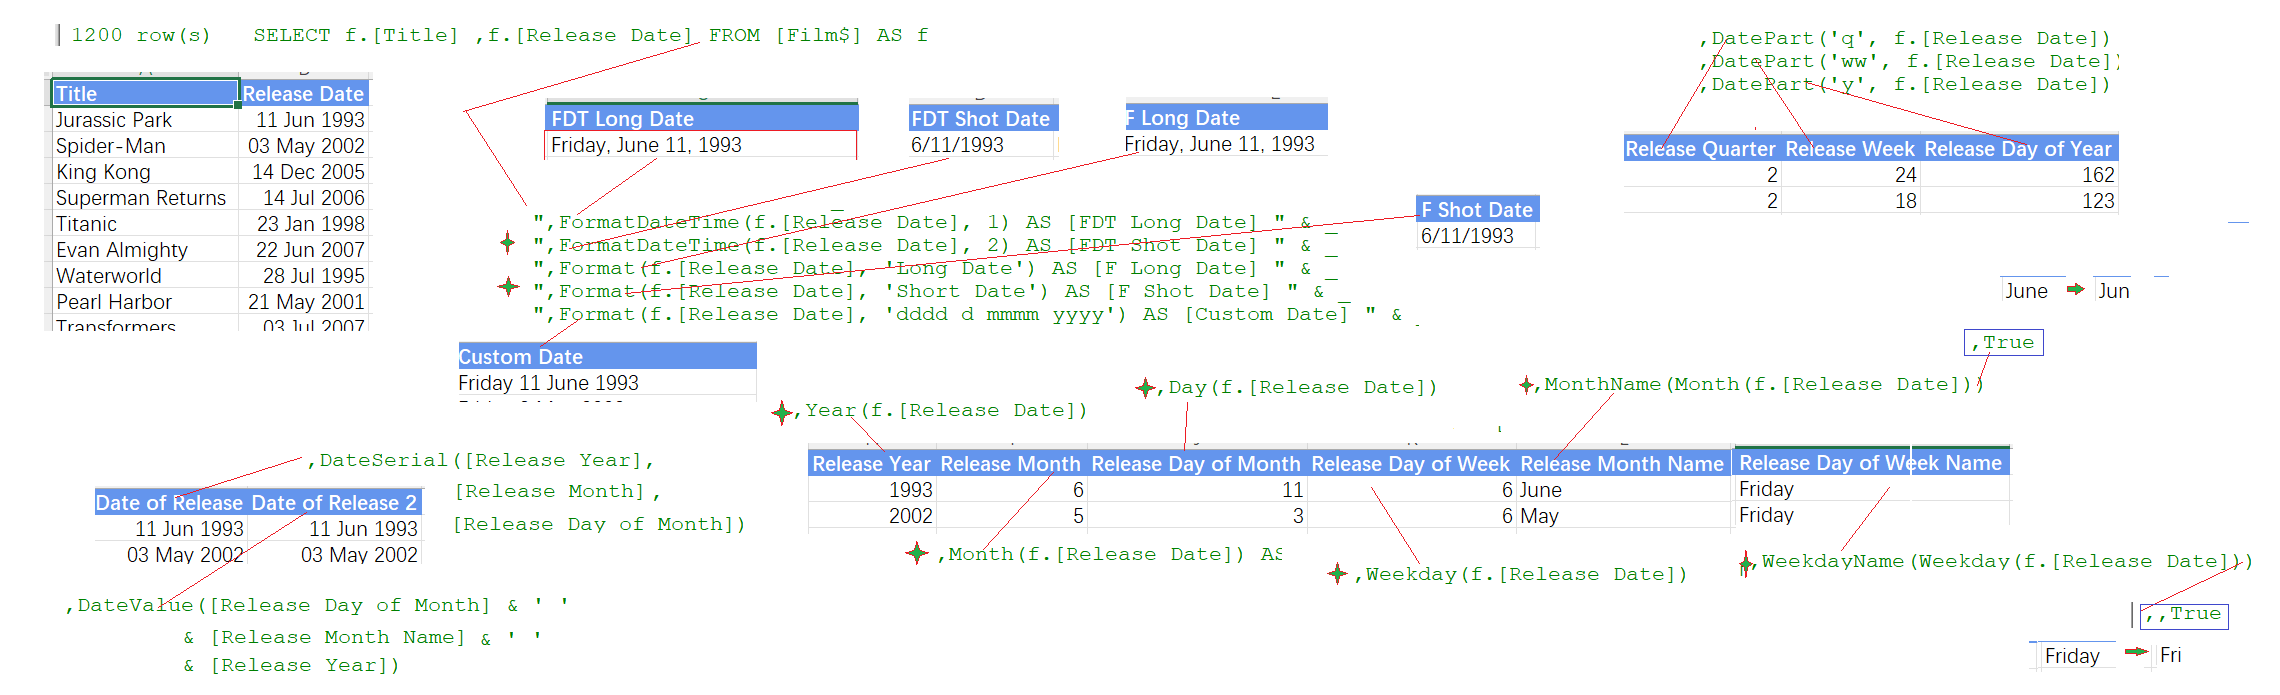 1200 row(s) SELECT f.[Title] ,f.[Release Date] FROM [Film$] AS f
Title Release Date
Jurassic Park 11 Jun 1993
Spider-Man 03 May 2002
King Kong 14 Dec 2005
Superman Returns 14 Jul 2006
Titanic 23 Jan 1998
Evan Almighty 22 Jun 2007
Waterworld 28 Jul 1995
Pearl Harbor 21 May 2001
Transformers 03 Jul 2007
FDT Long Date
Friday, June 11, 1993
FDT Shot Date
6/11/1993
F Long Date
Friday, June 11, 1993
,DatePart('q', f.[Release Date])
,DatePart('ww', f.[Release Date])
,DatePart('y', f.[Release Date])
Release Quarter Release Week Release Day of Year
2 24 162
2 18 123
F Shot Date
6/11/1993
",FormatDateTime(f.[Release Date], 1) AS [FDT Long Date] " & _
",FormatDateTime(f.[Release Date], 2) AS [FDT Shot Date] " & _
",Format(f.[Release Date], 'Long Date') AS [F Long Date] " & _
",Format(f.[Release Date], 'Short Date') AS [F Shot Date] " & _
",Format(f.[Release Date], 'dddd d mmmm yyyy') AS [Custom Date] " &
Custom Date
Friday 11 June 1993
June Jun
,True
,Year(f.[Release Date])
,Day(f.[Release Date])
,MonthName(Month(f.[Release Date]))
Release Year Release Month Release Day of Month Release Day of Week Release Month Name Release Day of Week Name
1993 6 11 6 June Friday
2002 5 3 6 May Friday
,Month(f.[Release Date]) AS
,Weekday(f.[Release Date])
,WeekdayName(Weekday(f.[Release Date]))
,,True
Friday Fri
,DateSerial([Release Year],
[Release Month],
[Release Day of Month])
Date of Release Date of Release 2
11 Jun 1993 11 Jun 1993
03 May 2002 03 May 2002
,DateValue([Release Day of Month] & ' '
& [Release Month Name] & ' '
& [Release Year])